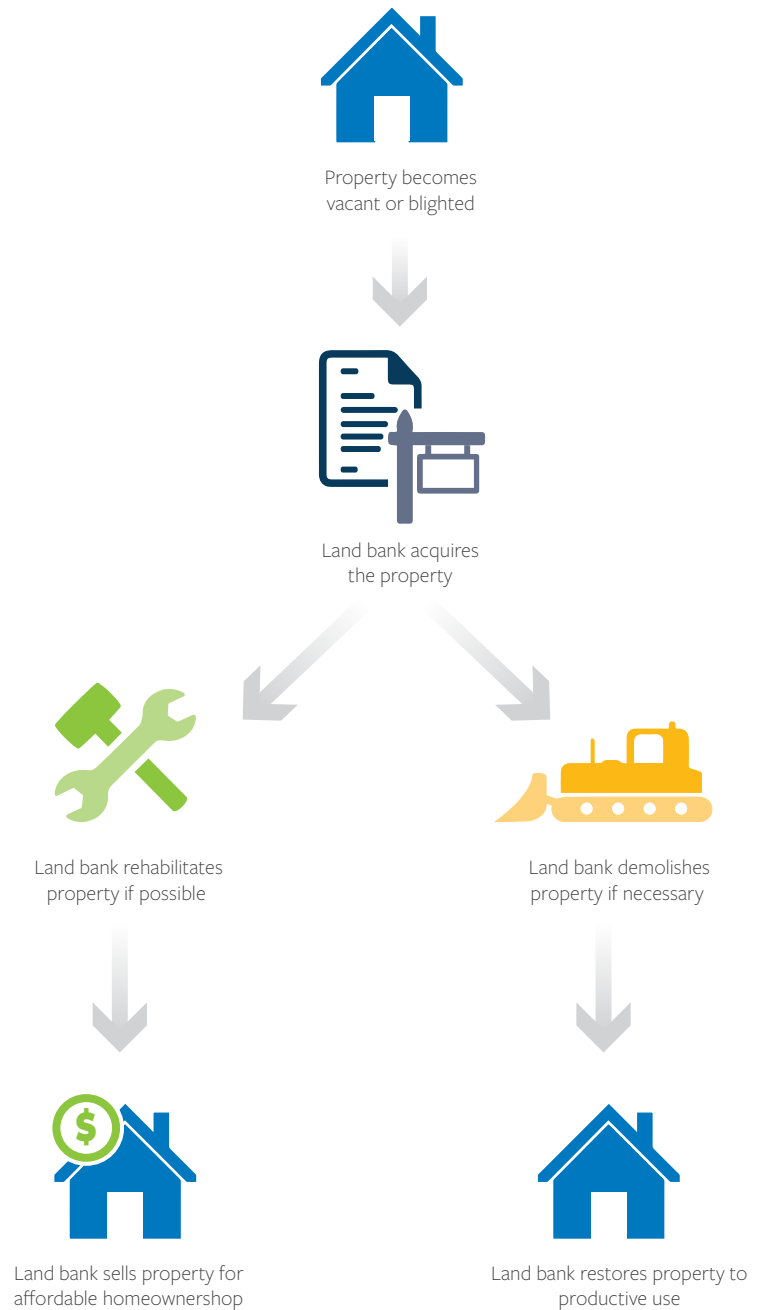 Property becomes
vacant or blighted
Land bank acquires
the property
Land bank rehabilitates
property if possible
Land bank demolishes
property if necessary
$
Land bank sells property for
affordable homeownershop
Land bank restores property to
productive use